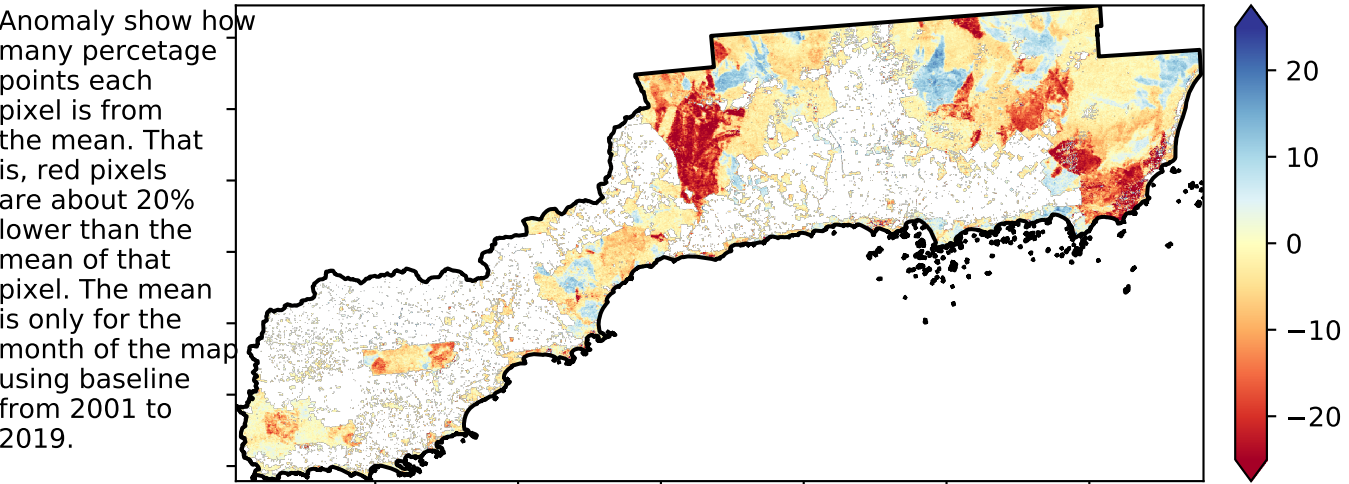 Anomaly show how
many percetage
points each
pixel is from
the mean. That
is, red pixels
are about 20%
lower than the
mean of that
pixel. The mean
is only for the
month of the map
using baseline
from 2001 to
2019.
20
10
0
−10
−20